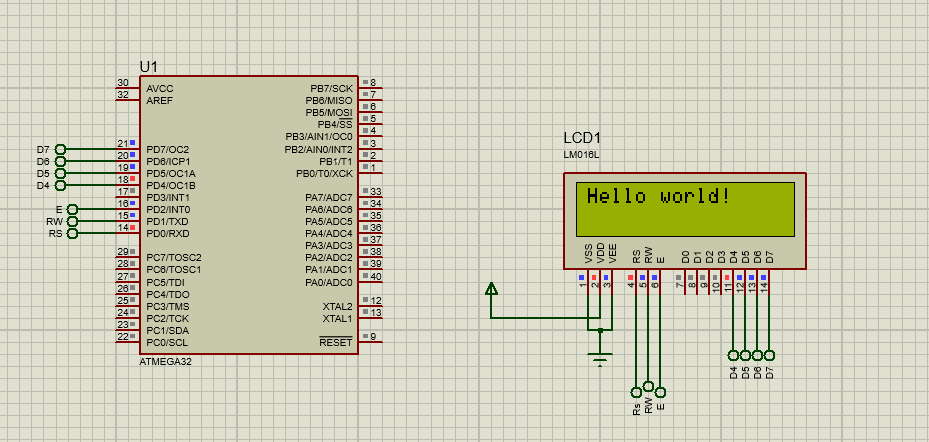 U1
30 AVCC
32 AREF
D7 21 PD7/OC2
D6 20 PD6/ICP1
D5 19 PD5/OC1A
D4 18 PD4/OC1B
17 PD3/INT1
E 16 PD2/INT0
RW 15 PD1/TXD
RS 14 PD0/RXD
29 PC7/TOSC2
28 PC6/TOSC1
27 PC5/TDI
26 PC4/TDO
25 PC3/TMS
24 PC2/TCK
23 PC1/SDA
22 PC0/SCL
PB7/SCK 8
PB6/MISO 7
PB5/MOSI 6
PB4/SS 5
PB3/AIN1/OC0 4
PB2/AIN0/INT2 3
PB1/T1 2
PB0/T0/XCK 1
PA7/ADC7 33
PA6/ADC6 34
PA5/ADC5 35
PA4/ADC4 36
PA3/ADC3 37
PA2/ADC2 38
PA1/ADC1 39
PA0/ADC0 40
XTAL2 12
XTAL1 13
RESET 9
ATMEGA32
LCD1
LM016L
Hello world!
VSS VDD VEE RS RW E D0 D1 D2 D3 D4 D5 D6 D7
1 2 3 4 5 6 7 8 9 10 11 12 13 14
D4 D5 D6 D7
Rs RW E